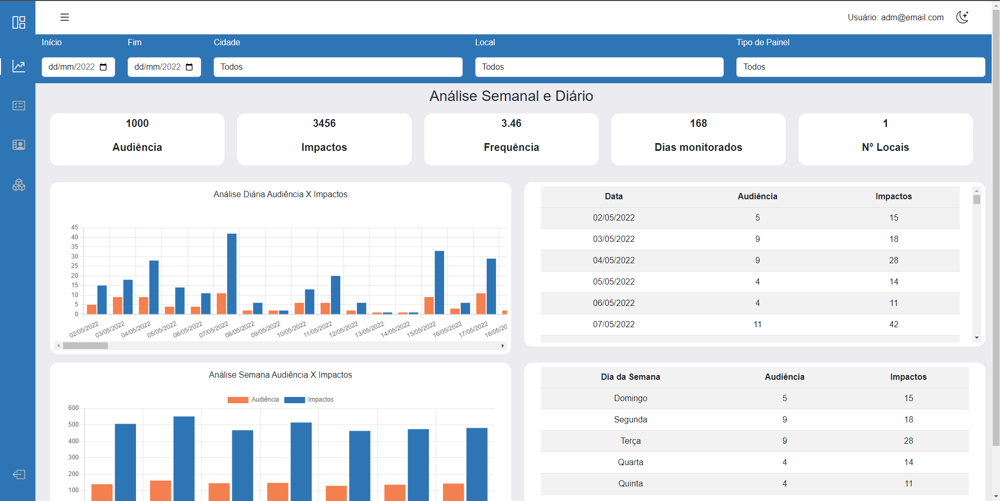 Usuário: adm@email.com
Início Fim Cidade Local Tipo de Painel
dd/mm/2022 dd/mm/2022 Todos Todos Todos
Análise Semanal e Diário
1000 3456 3.46 168 1
Audiência Impactos Frequência Dias monitorados N° Locais
Análise Diária Audiência X Impactos
45
40
35
30
25
20
15
10
5
0
02/05/2022 03/05/2022 04/05/2022 05/05/2022 06/05/2022 07/05/2022 08/05/2022 09/05/2022 10/05/2022 11/05/2022 12/05/2022 13/05/2022 14/05/2022 15/05/2022 16/05/2022 17/05/2022 18/05/20
Data Audiência Impactos
02/05/2022 5 15
03/05/2022 9 18
04/05/2022 9 28
05/05/2022 4 14
06/05/2022 4 11
07/05/2022 11 42
Análise Semana Audiência X Impactos
Audiência Impactos
600
500
400
300
200
100
Dia da Semana Audiência Impactos
Domingo 5 15
Segunda 9 18
Terça 9 28
Quarta 4 14
Quinta 4 11